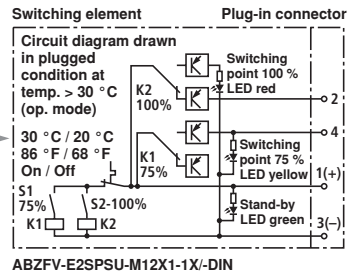 Switching element
Plug-in connector
Circuit diagram drawn
in plugged
condition at
temp. > 30 °C
(op. mode)
K2
100%
Switching
point 100 %
LED red
2
4
30 °C / 20 °C
86 °F / 68 °F
On / Off
K1
75%
Switching
point 75 %
LED yellow
1(+)
S1
75%
S2-100%
K1
K2
Stand-by
LED green
3(–)
ABZFV-E2SPSU-M12X1-1X/-DIN